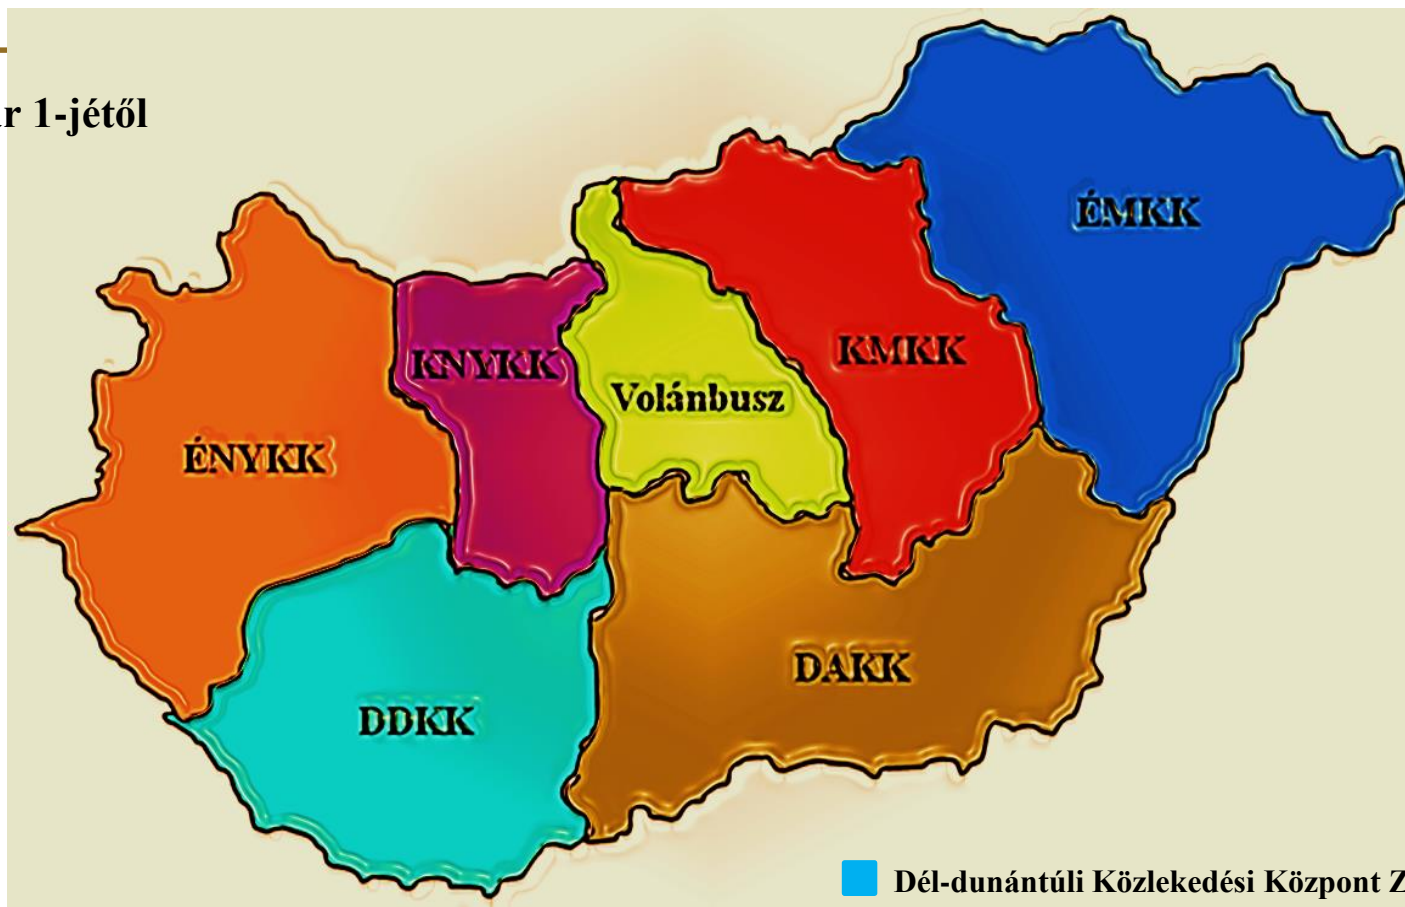 r 1-jétől
ÉMKK
KMKK
KNYKK
Volánbusz
ÉNYKK
DAKK
DDKK
Dél-dunántúli Közlekedési Központ Z